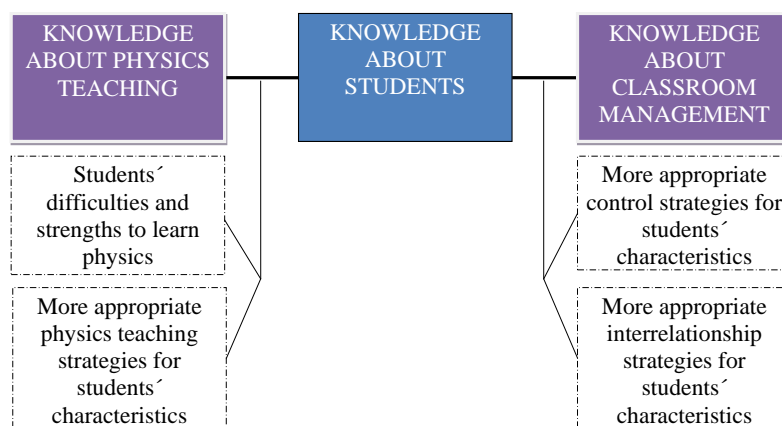 KNOWLEDGE
ABOUT PHYSICS
TEACHING
KNOWLEDGE
ABOUT
STUDENTS
KNOWLEDGE
ABOUT
CLASSROOM
MANAGEMENT
Students´
difficulties and
strengths to learn
physics
More appropriate
physics teaching
strategies for
students´
characteristics
More appropriate
control strategies for
students´
characteristics
More appropriate
interrelationship
strategies for
students´
characteristics